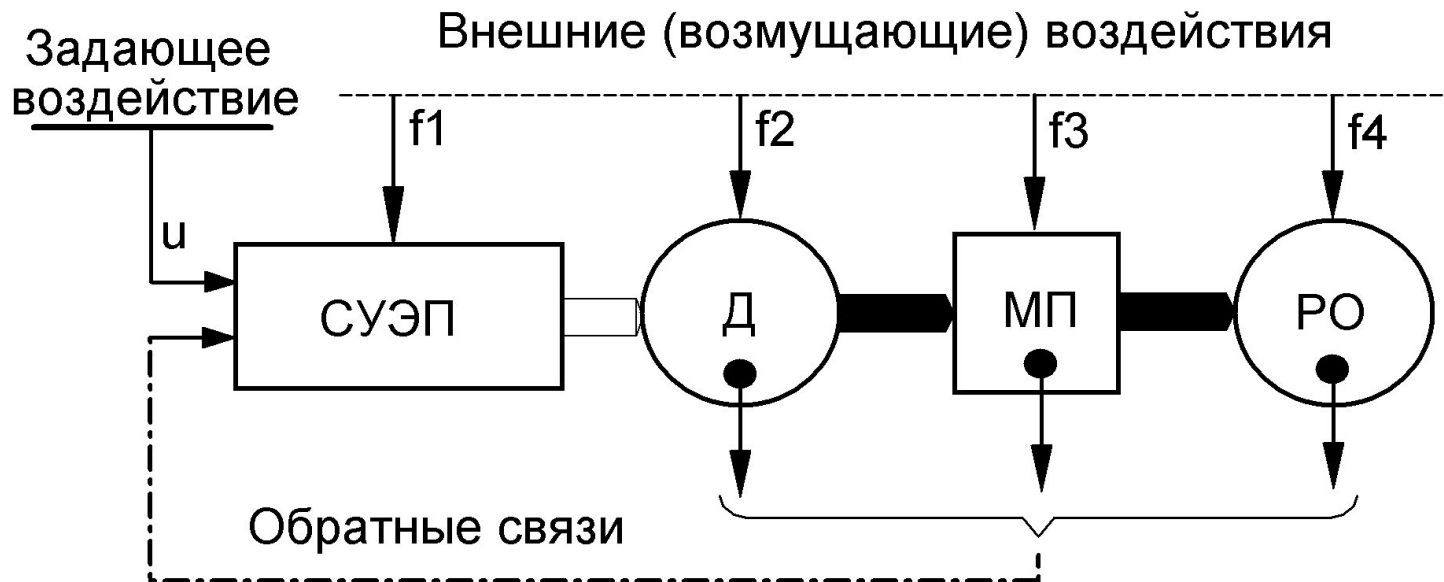 Внешние (возмущающие) воздействия
Задающее
воздействие
f1
f2
f3
f4
u
СУЭП
Д
МП
РО
Обратные связи